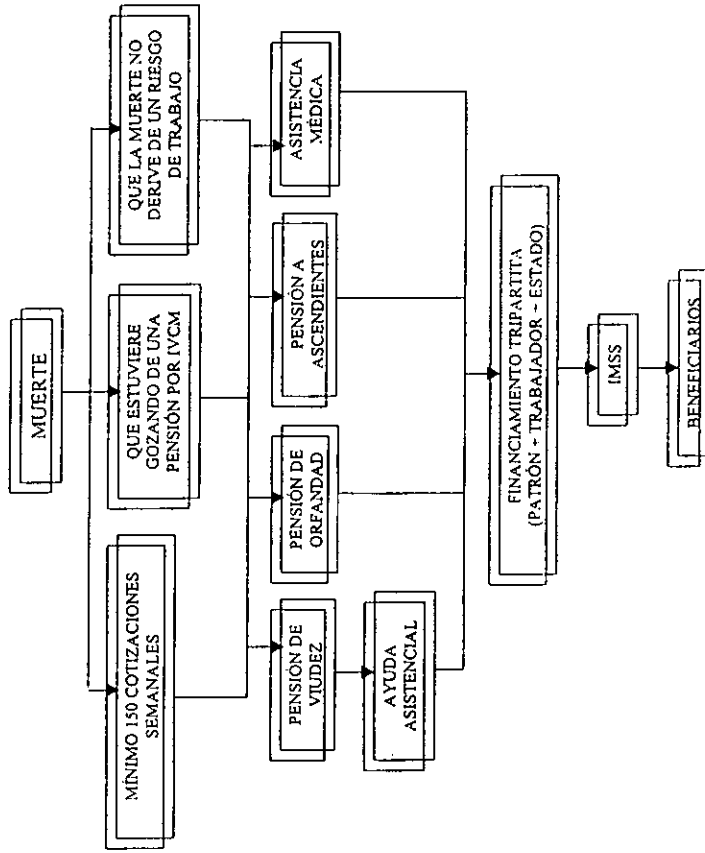 MUERTE
MÍNIMO 150 COTIZACIONES
SEMANALES
QUE ESTUVIERE
GOZANDO DE UNA
PENSIÓN POR IVCM
QUE LA MUERTE NO
DERIVE DE UN RIESGO
DE TRABAJO
PENSIÓN DE
VIUDEZ
PENSIÓN DE
ORFANDAD
PENSIÓN A
ASCENDIENTES
ASISTENCIA
MÉDICA
AYUDA
ASISTENCIAL
FINANCIAMIENTO TRIPARTITA
(PATRÓN + TRABAJADOR + ESTADO)
IMSS
BENEFICIARIOS